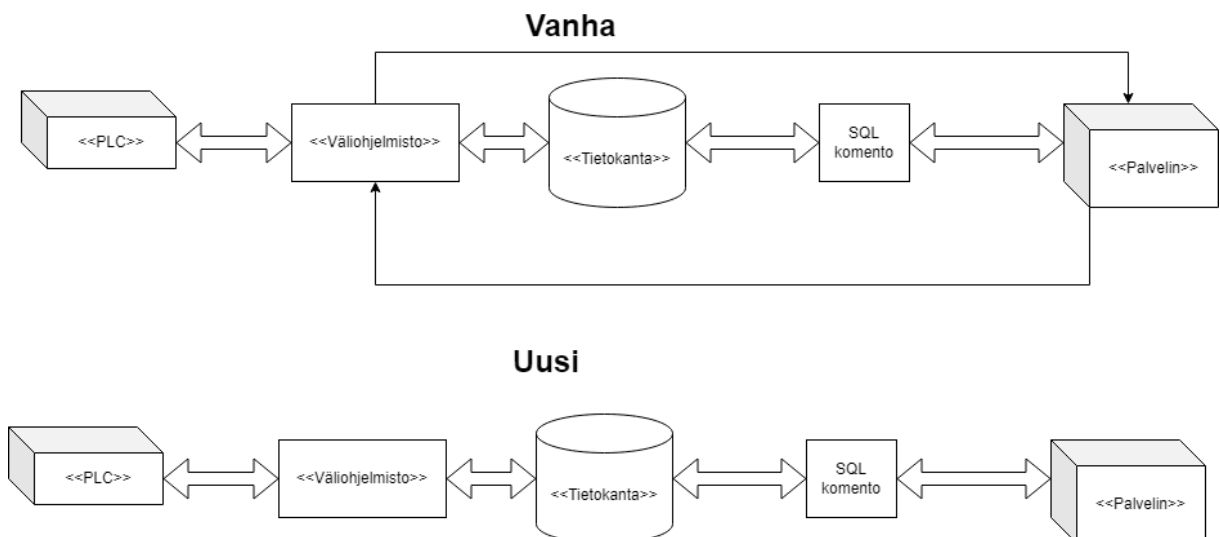 Vanha
<<PLC>>
<<Väliohjelmisto>>
<<Tietokanta>>
SQL
komento
<<Palvelin>>
Uusi
<<PLC>>
<<Väliohjelmisto>>
<<Tietokanta>>
SQL
komento
<<Palvelin>>